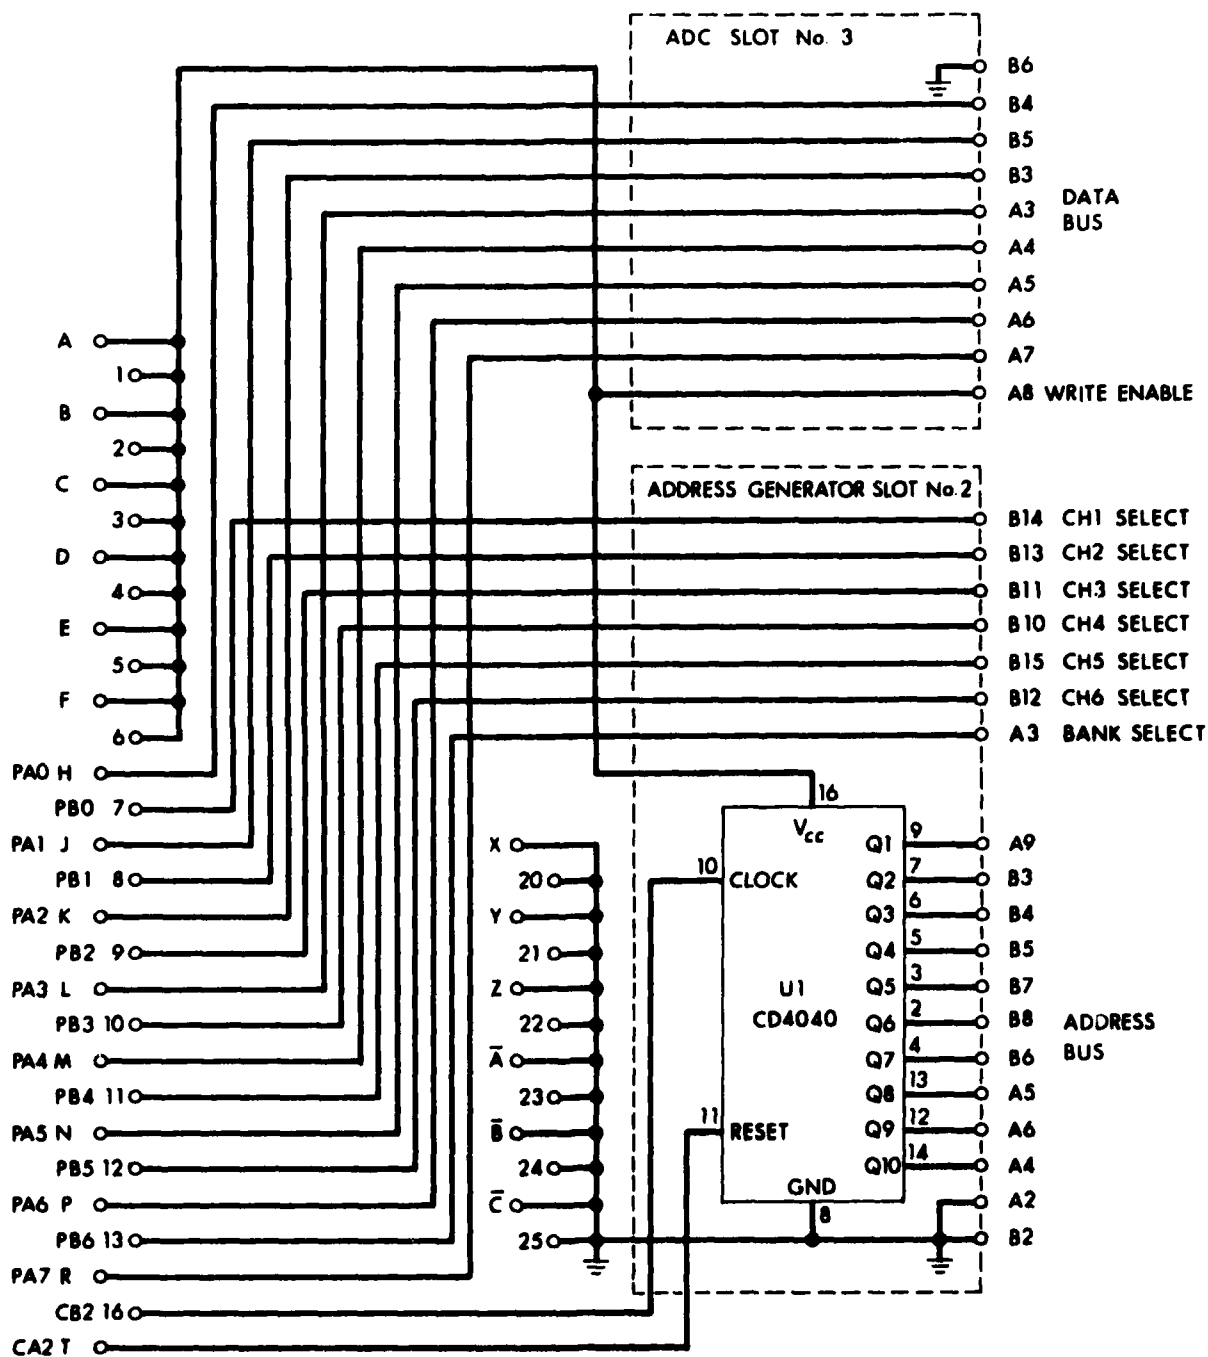 ADC SLOT No. 3
B6
B4
B5
B3
A3 DATA
BUS
A4
A5
A6
A7
A8 WRITE ENABLE
A
1
B
2
C
3
D
4
E
5
F
6
ADDRESS GENERATOR SLOT No.2
B14 CH1 SELECT
B13 CH2 SELECT
B11 CH3 SELECT
B10 CH4 SELECT
B15 CH5 SELECT
B12 CH6 SELECT
A3 BANK SELECT
PA0 H
PB0 7
PA1 J
PB1 8
PA2 K
PB2 9
PA3 L
PB3 10
PA4 M
PB4 11
PA5 N
PB5 12
PA6 P
PB6 13
PA7 R
CB2 16
CA2 T
X
20
Y
21
Z
22
A̅
23
B̅
24
C̅
25
16
Vcc
10 CLOCK
11 RESET
U1
CD4040
GND
8
Q1 9 A9
Q2 7 B3
Q3 6 B4
Q4 5 B5
Q5 3 B7
Q6 2 B8 ADDRESS
BUS
Q7 4 B6
Q8 13 A5
Q9 12 A6
Q10 14 A4
A2
B2